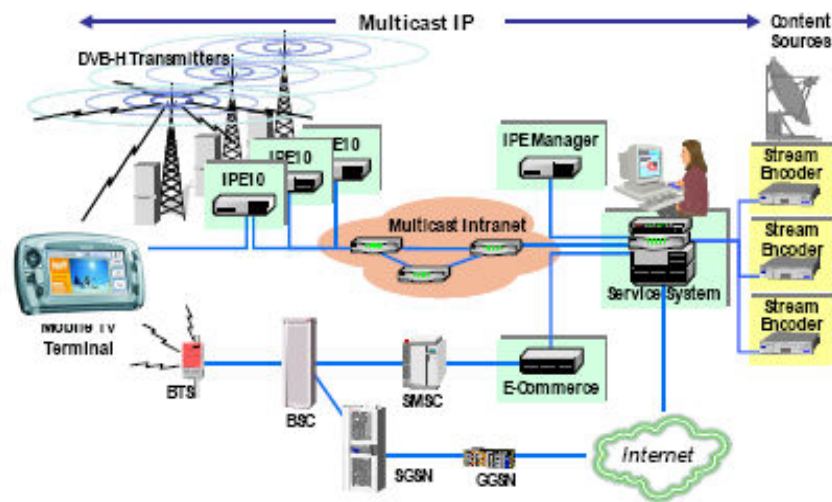 Multicast IP
Content
Sources
DVB-H Transmitters
IPE10
IPE10
IPE10
IPE Manager
Stream
Encoder
Multicast Intranet
Stream
Encoder
Service System
Mobile TV
Terminal
Stream
Encoder
BTS
BSC
SMSC
E-Commerce
SGSN
GGSN
Internet